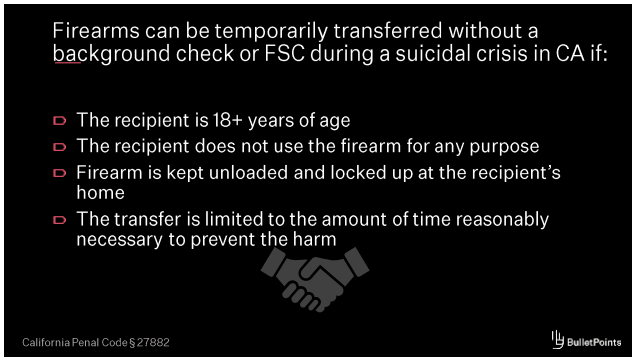 Firearms can be temporarily transferred without a
background check or FSC during a suicidal crisis in CA if:
The recipient is 18+ years of age
The recipient does not use the firearm for any purpose
Firearm is kept unloaded and locked up at the recipient's
home
The transfer is limited to the amount of time reasonably
necessary to prevent the harm
California Penal Code § 27882
BulletPoints